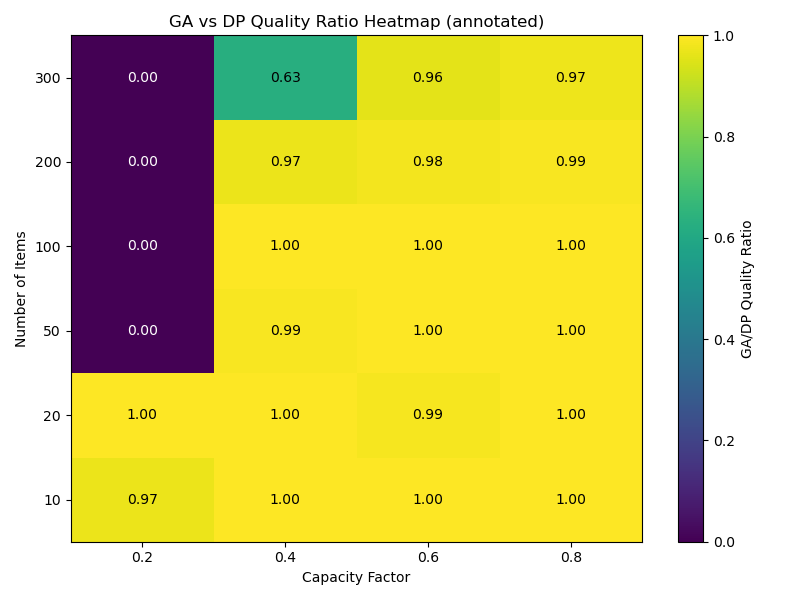 GA vs DP Quality Ratio Heatmap (annotated)
Number of Items
300 0.00 0.63 0.96 0.97
200 0.00 0.97 0.98 0.99
100 0.00 1.00 1.00 1.00
50 0.00 0.99 1.00 1.00
20 1.00 1.00 0.99 1.00
10 0.97 1.00 1.00 1.00
0.2 0.4 0.6 0.8
Capacity Factor
1.0
0.8
0.6
0.4
0.2
0.0
GA/DP Quality Ratio